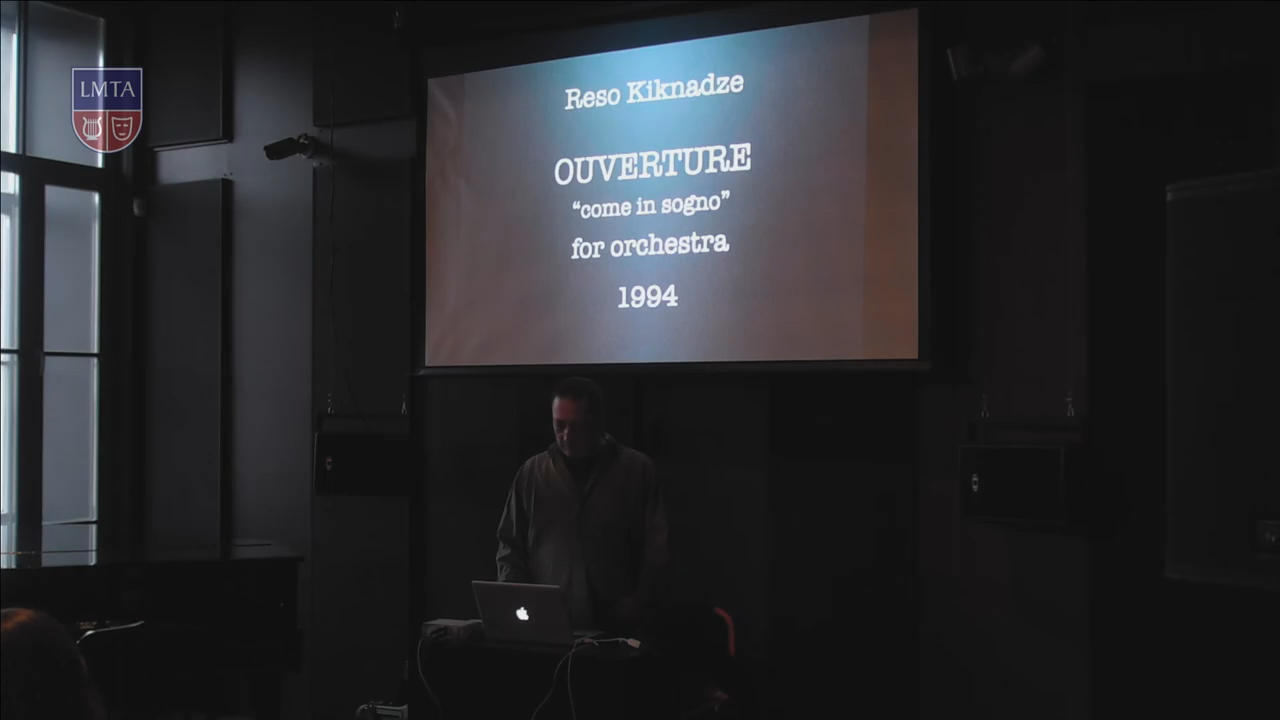 LMTA
Reso Kiknadze
OUVERTURE
“come in sogno”
for orchestra
1994